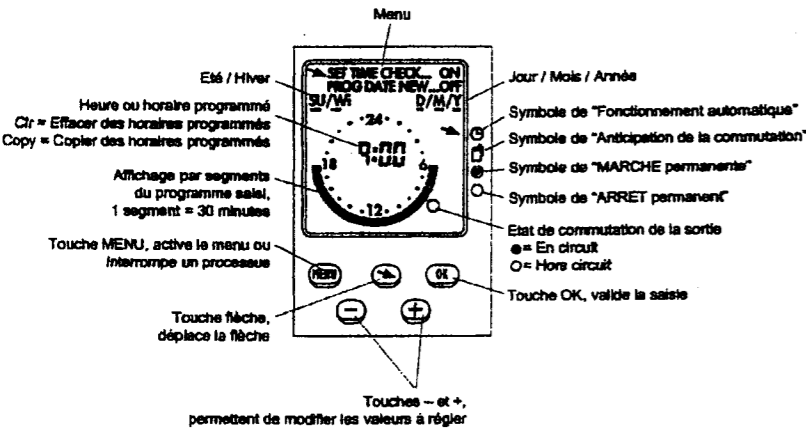 Menu
SET TIME CHECK... ON
PROG DATE NEW...OFF
SU/Wi
D/M/Y
24
18
6
12
Eté / Hiver
Heure ou horaire programmé
Clr = Effacer des horaires programmés
Copy = Copier des horaires programmés
Affichage par segments
du programme saisi,
1 segment = 30 minutes
Touche MENU, active le menu ou
interrompe un processus
Touche flèche,
déplace la flèche
Jour / Mois / Année
Symbole de "Fonctionnement automatique"
Symbole de "Anticipation de la commutation"
Symbole de "MARCHE permanente"
Symbole de "ARRET permanent"
Etat de commutation de la sortie
= En circuit
= Hors circuit
Touche OK, valide la saisie
MENU
OK
−
+
Touches – et +,
permettent de modifier les valeurs à régler